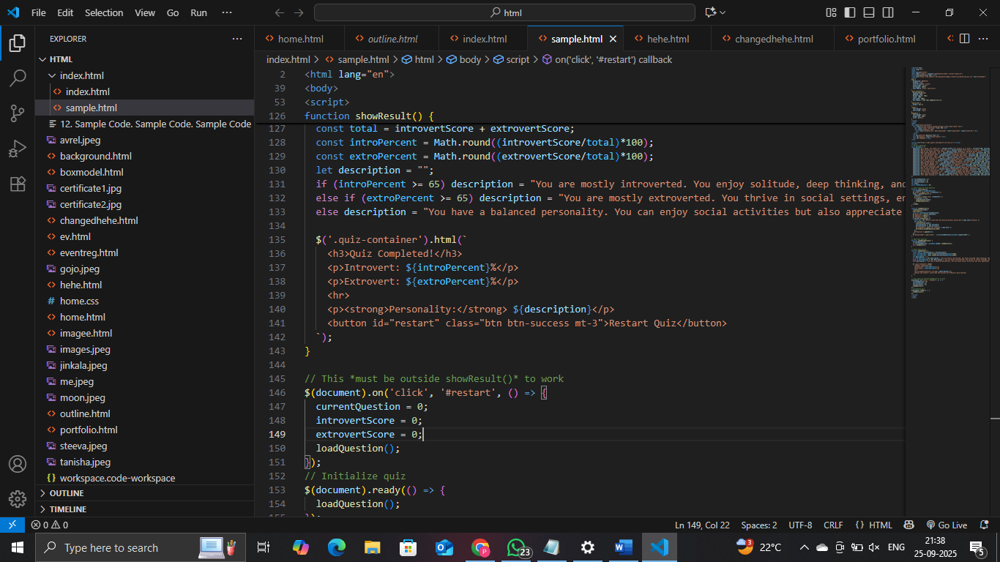 File Edit Selection View Go Run ···
html
EXPLORER ···
HTML
index.html
index.html
sample.html
12. Sample Code. Sample Code. Sample Code
avrel.jpeg
background.html
boxmodel.html
certificate1.jpg
certificate2.jpg
changedhehe.html
ev.html
eventreg.html
gojo.jpeg
hehe.html
home.css
home.html
imagee.html
images.jpeg
jinkala.jpeg
me.jpeg
moon.jpeg
outline.html
portfolio.html
steeva.jpeg
tanisha.jpeg
workspace.code-workspace
OUTLINE
TIMELINE
home.html outline.html index.html sample.html hehe.html changedhehe.html portfolio.html
index.html > sample.html > html > body > script > on('click', '#restart') callback
2 <html lang="en">
39 <body>
53 <script>
126 function showResult() {
127 const total = introvertScore + extrovertScore;
128 const introPercent = Math.round((introvertScore/total)*100);
129 const extroPercent = Math.round((extrovertScore/total)*100);
130 let description = "";
131 if (introPercent >= 65) description = "You are mostly introverted. You enjoy solitude, deep thinking, and
132 else if (extroPercent >= 65) description = "You are mostly extroverted. You thrive in social settings, en
133 else description = "You have a balanced personality. You can enjoy social activities but also appreciate
134
135 $('.quiz-container').html(`
136 <h3>Quiz Completed!</h3>
137 <p>Introvert: ${introPercent}%</p>
138 <p>Extrovert: ${extroPercent}%</p>
139 <hr>
140 <p><strong>Personality:</strong> ${description}</p>
141 <button id="restart" class="btn btn-success mt-3">Restart Quiz</button>
142 `);
143 }
144
145 // This *must be outside showResult()* to work
146 $(document).on('click', '#restart', () => {
147 currentQuestion = 0;
148 introvertScore = 0;
149 extrovertScore = 0;
150 loadQuestion();
151 });
152 // Initialize quiz
153 $(document).ready(() => {
154 loadQuestion();
155 });
0 0 Ln 149, Col 22 Spaces: 2 UTF-8 CRLF {} HTML Go Live
Type here to search 23 3 22°C ENG 21:38
25-09-2025 5